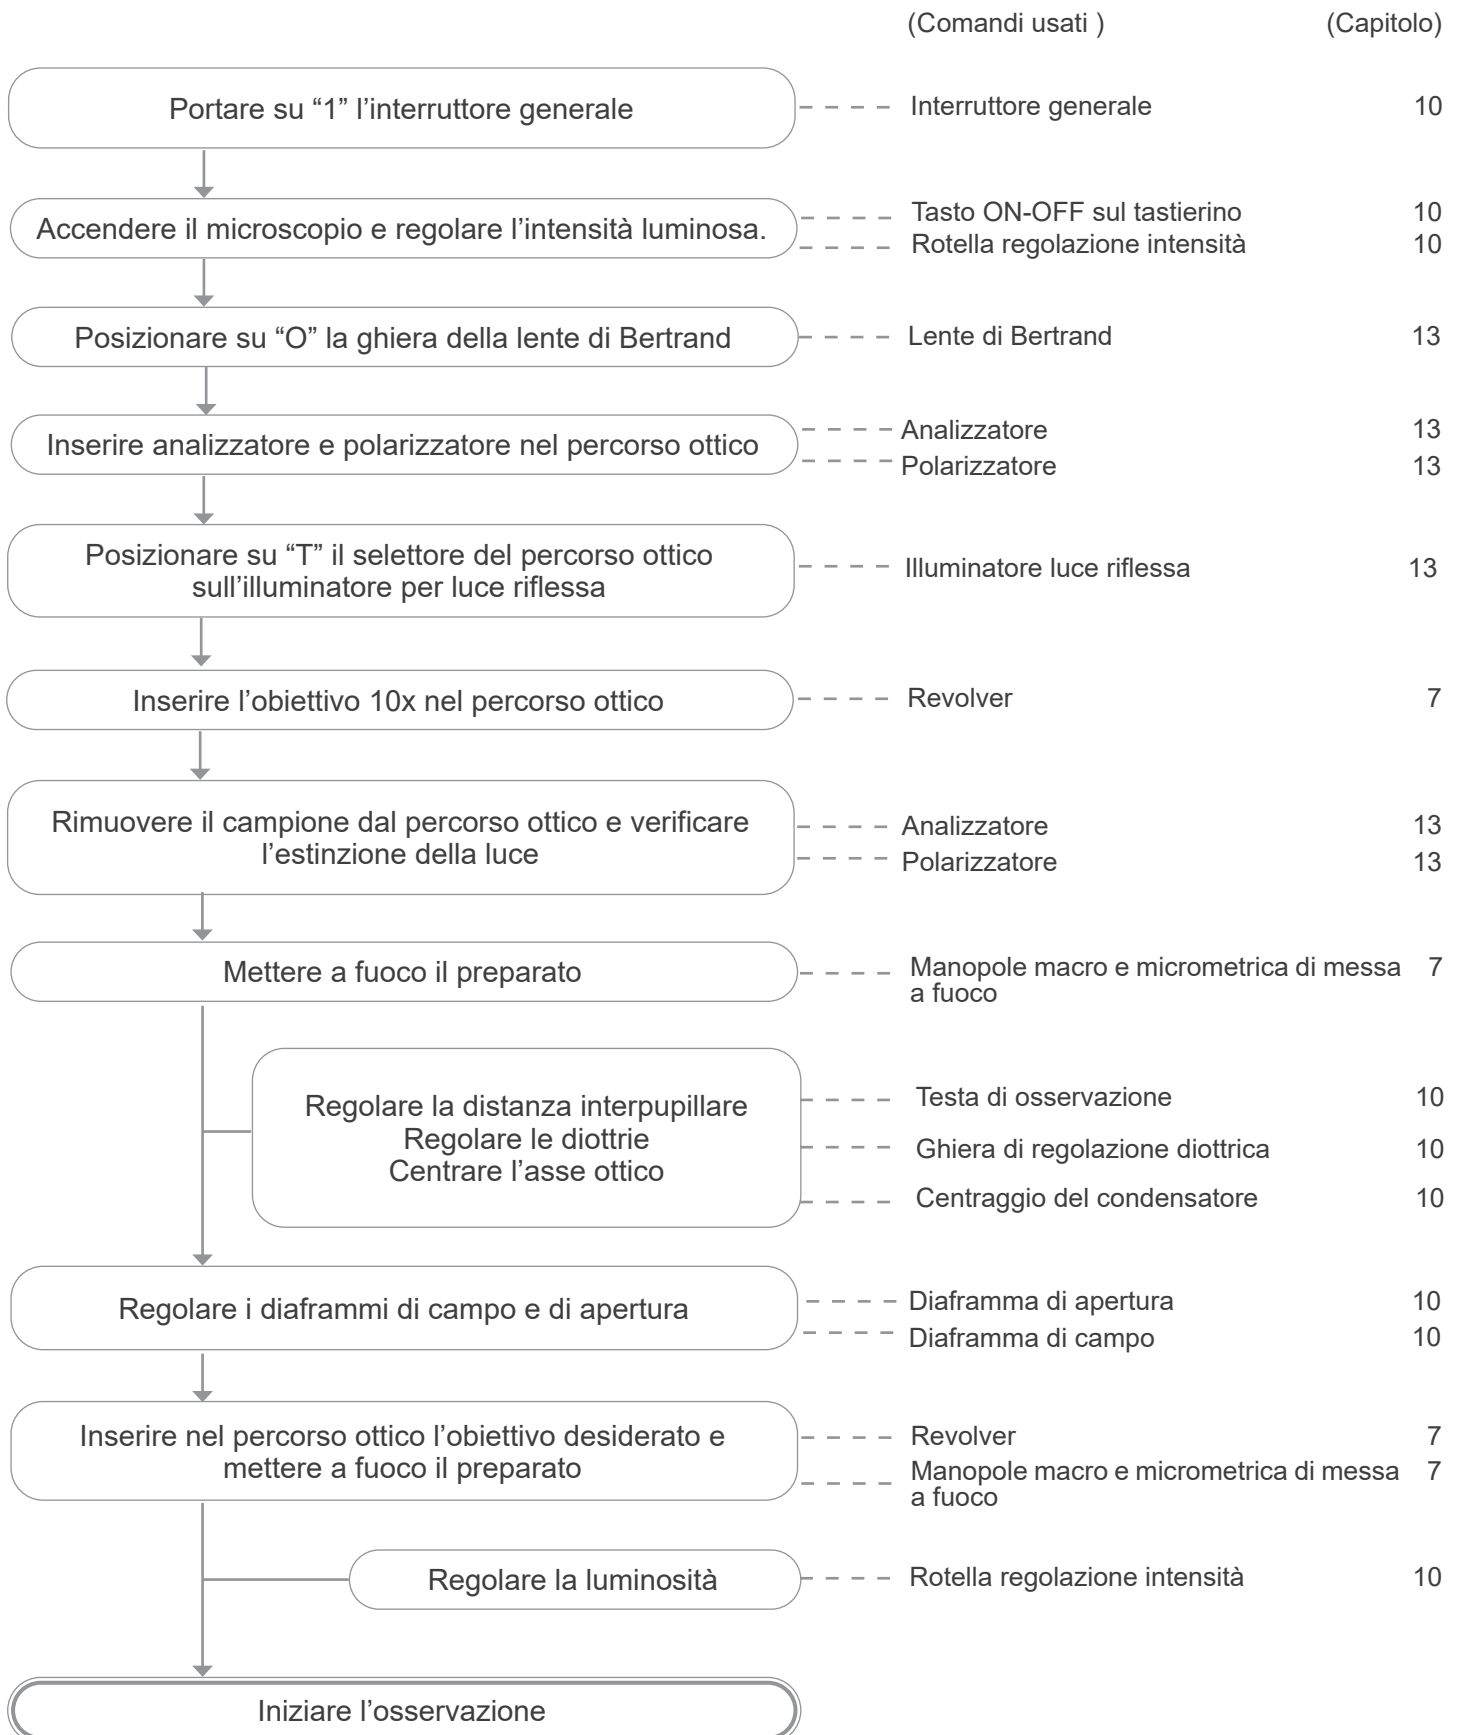 (Comandi usati ) (Capitolo)
Portare su “1” l’interruttore generale Interruttore generale 10
Accendere il microscopio e regolare l’intensità luminosa. Tasto ON-OFF sul tastierino 10
Rotella regolazione intensità 10
Posizionare su “O” la ghiera della lente di Bertrand Lente di Bertrand 13
Inserire analizzatore e polarizzatore nel percorso ottico Analizzatore 13
Polarizzatore 13
Posizionare su “T” il selettore del percorso ottico
sull’illuminatore per luce riflessa Illuminatore luce riflessa 13
Inserire l’obiettivo 10x nel percorso ottico Revolver 7
Rimuovere il campione dal percorso ottico e verificare Analizzatore 13
l’estinzione della luce Polarizzatore 13
Mettere a fuoco il preparato Manopole macro e micrometrica di messa 7
a fuoco
Regolare la distanza interpupillare Testa di osservazione 10
Regolare le diottrie Ghiera di regolazione diottrica 10
Centrare l’asse ottico Centraggio del condensatore 10
Regolare i diaframmi di campo e di apertura Diaframma di apertura 10
Diaframma di campo 10
Inserire nel percorso ottico l’obiettivo desiderato e Revolver 7
mettere a fuoco il preparato Manopole macro e micrometrica di messa 7
a fuoco
Regolare la luminosità Rotella regolazione intensità 10
Iniziare l’osservazione